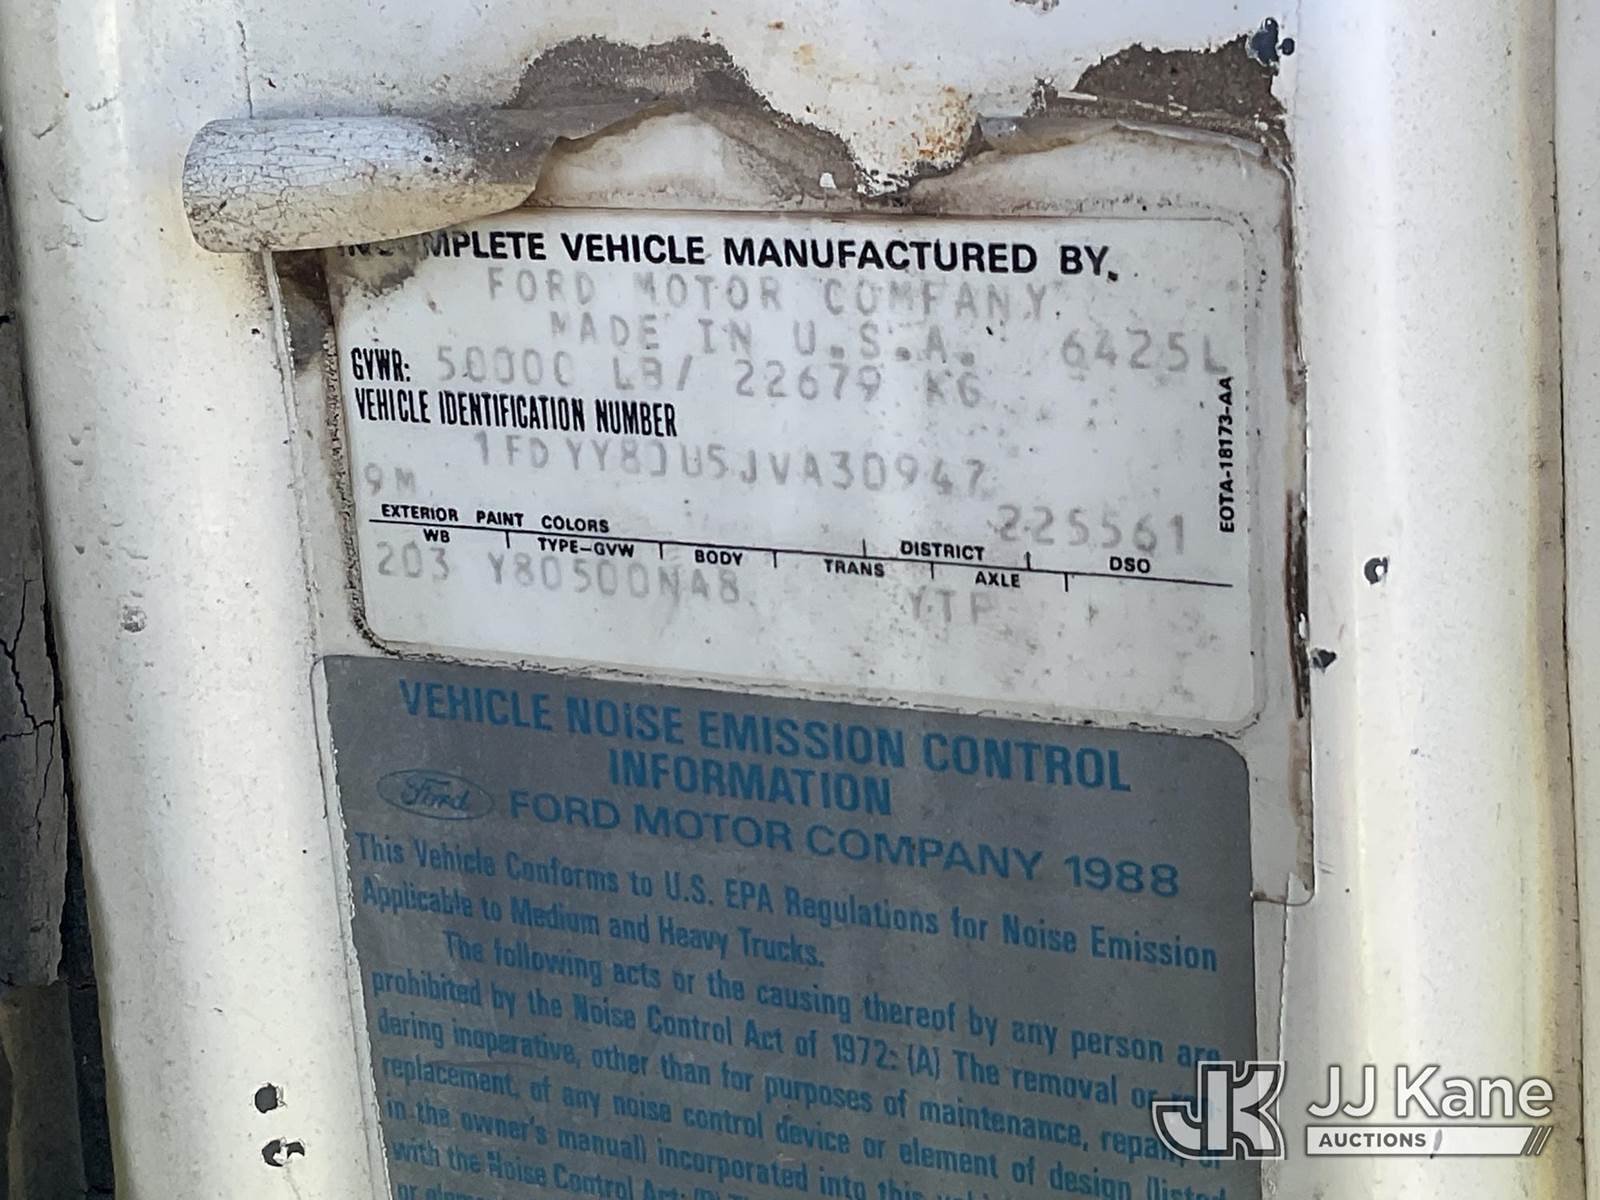 INCOMPLETE VEHICLE MANUFACTURED BY
FORD MOTOR COMPANY
MADE IN U.S.A. 6425L
GVWR: 50000 LB/ 22679 KG
VEHICLE IDENTIFICATION NUMBER
1FDYY8JU5JVA30947
9M 225561
EOTA-18173-AA
EXTERIOR PAINT COLORS DISTRICT DSO
WB TYPE-GVW BODY TRANS AXLE
203 Y80500NA8 YTP
VEHICLE NOISE EMISSION CONTROL
INFORMATION
Ford FORD MOTOR COMPANY 1988
This Vehicle Conforms to U.S. EPA Regulations for Noise Emission
Applicable to Medium and Heavy Trucks.
The following acts or the causing thereof by any person are
prohibited by the Noise Control Act of 1972: (A) The removal or
dering inoperative, other than for purposes of maintenance, repair, or
replacement, of any noise control device or element of design (listed
in the owner's manual) incorporated into this
with the Noise Control Act;
JK JJ Kane
AUCTIONS